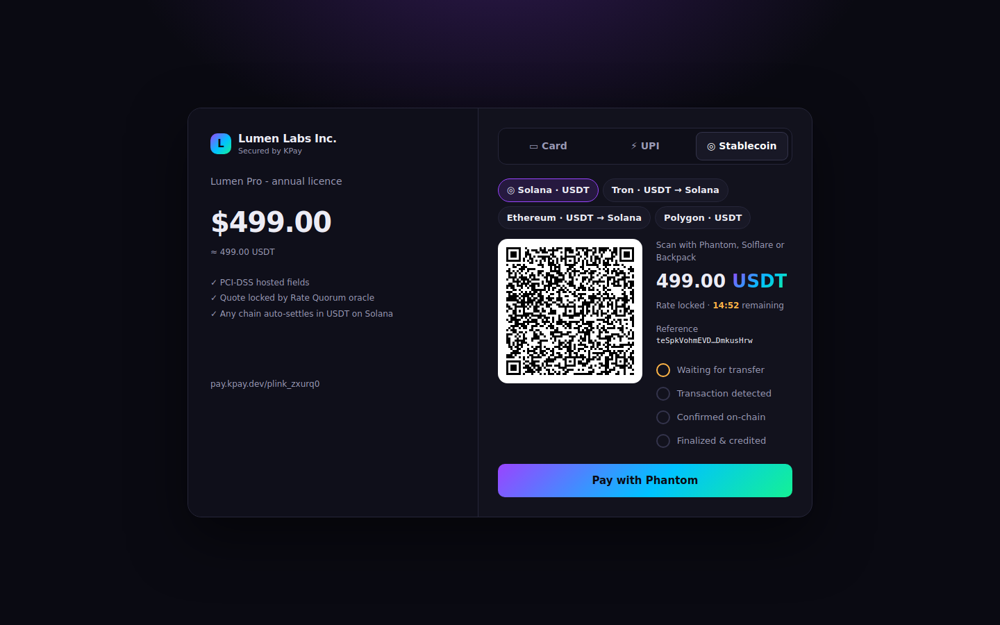 L
Lumen Labs Inc.
Secured by KPay
Lumen Pro - annual licence
$499.00
≈ 499.00 USDT
✓ PCI-DSS hosted fields
✓ Quote locked by Rate Quorum oracle
✓ Any chain auto-settles in USDT on Solana
pay.kpay.dev/plink_zxurq0
▭ Card
⚡ UPI
◎ Stablecoin
◎ Solana · USDT
Tron · USDT → Solana
Ethereum · USDT → Solana
Polygon · USDT
Scan with Phantom, Solflare or
Backpack
499.00 USDT
Rate locked · 14:52 remaining
Reference
teSpkVohmEVD…DmkusHrw
Waiting for transfer
Transaction detected
Confirmed on-chain
Finalized & credited
Pay with Phantom